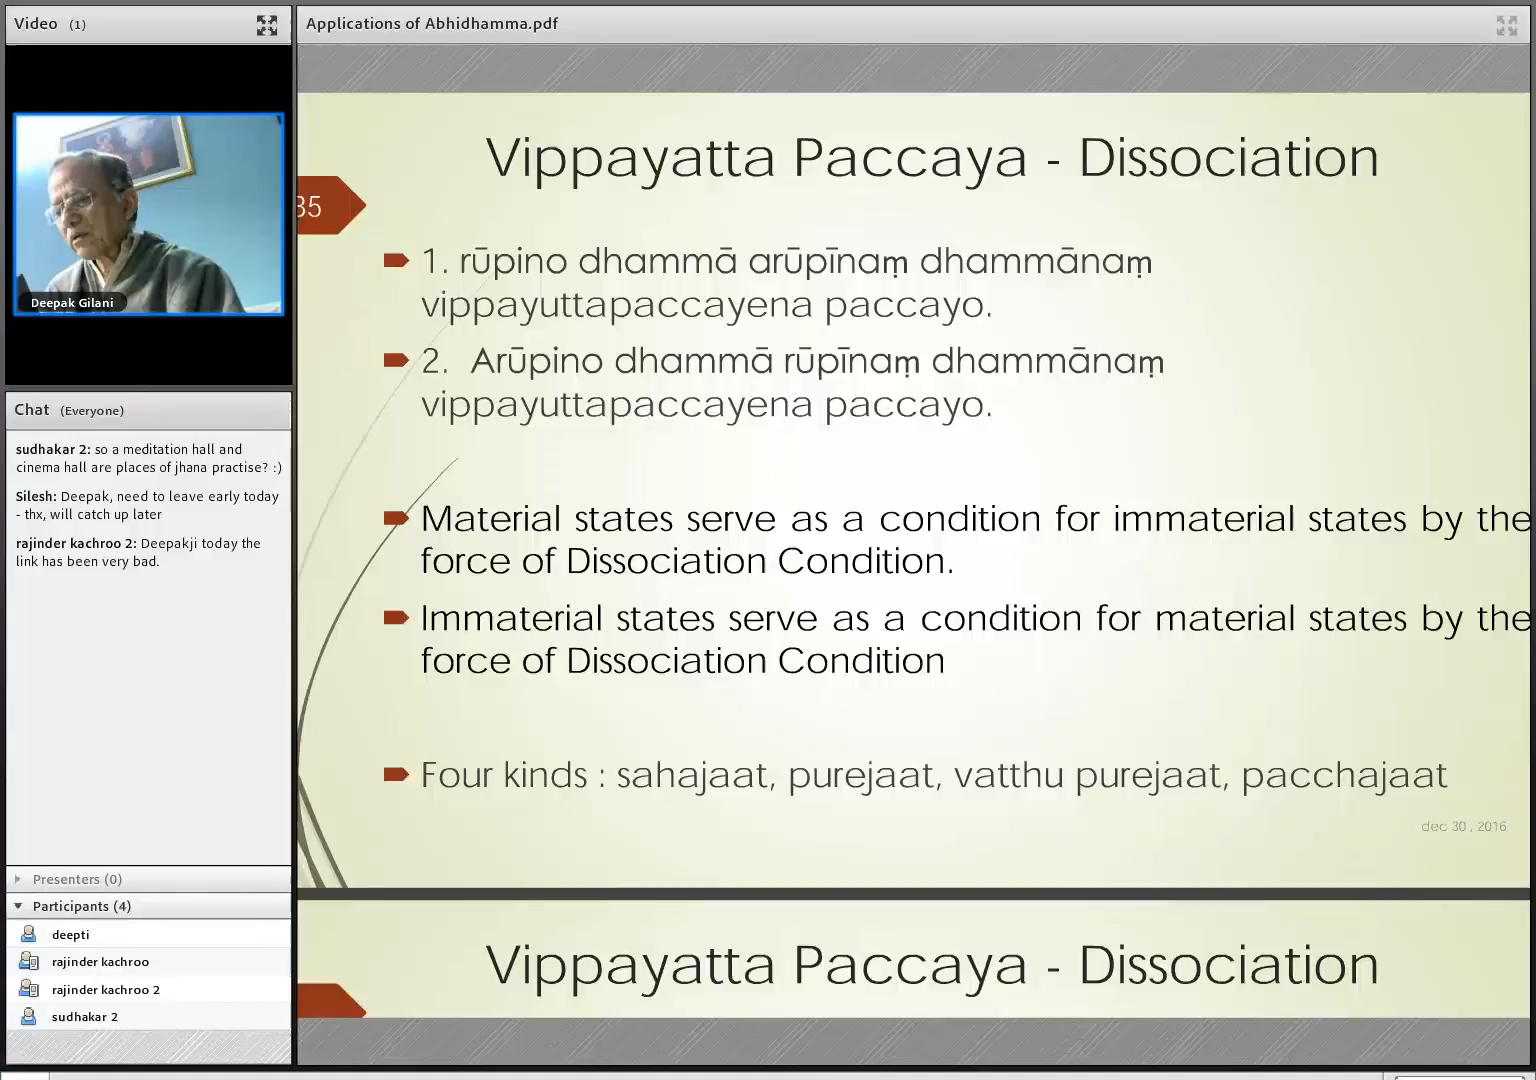 Video (1)
Deepak Gilani
Chat (Everyone)
sudhakar 2: so a meditation hall and
cinema hall are places of jhana practise? :)
Silesh: Deepak, need to leave early today
- thx, will catch up later
rajinder kachroo 2: Deepakji today the
link has been very bad.
Presenters (0)
Participants (4)
deepti
rajinder kachroo
rajinder kachroo 2
sudhakar 2
Applications of Abhidhamma.pdf
Vippayatta Paccaya - Dissociation
35
1. rūpino dhammā arūpīnaṃ dhammānaṃ
vippayuttapaccayena paccayo.
2. Arūpino dhammā rūpīnaṃ dhammānaṃ
vippayuttapaccayena paccayo.
Material states serve as a condition for immaterial states by the
force of Dissociation Condition.
Immaterial states serve as a condition for material states by the
force of Dissociation Condition
Four kinds : sahajaat, purejaat, vatthu purejaat, pacchajaat
dec 30 , 2016
Vippayatta Paccaya - Dissociation